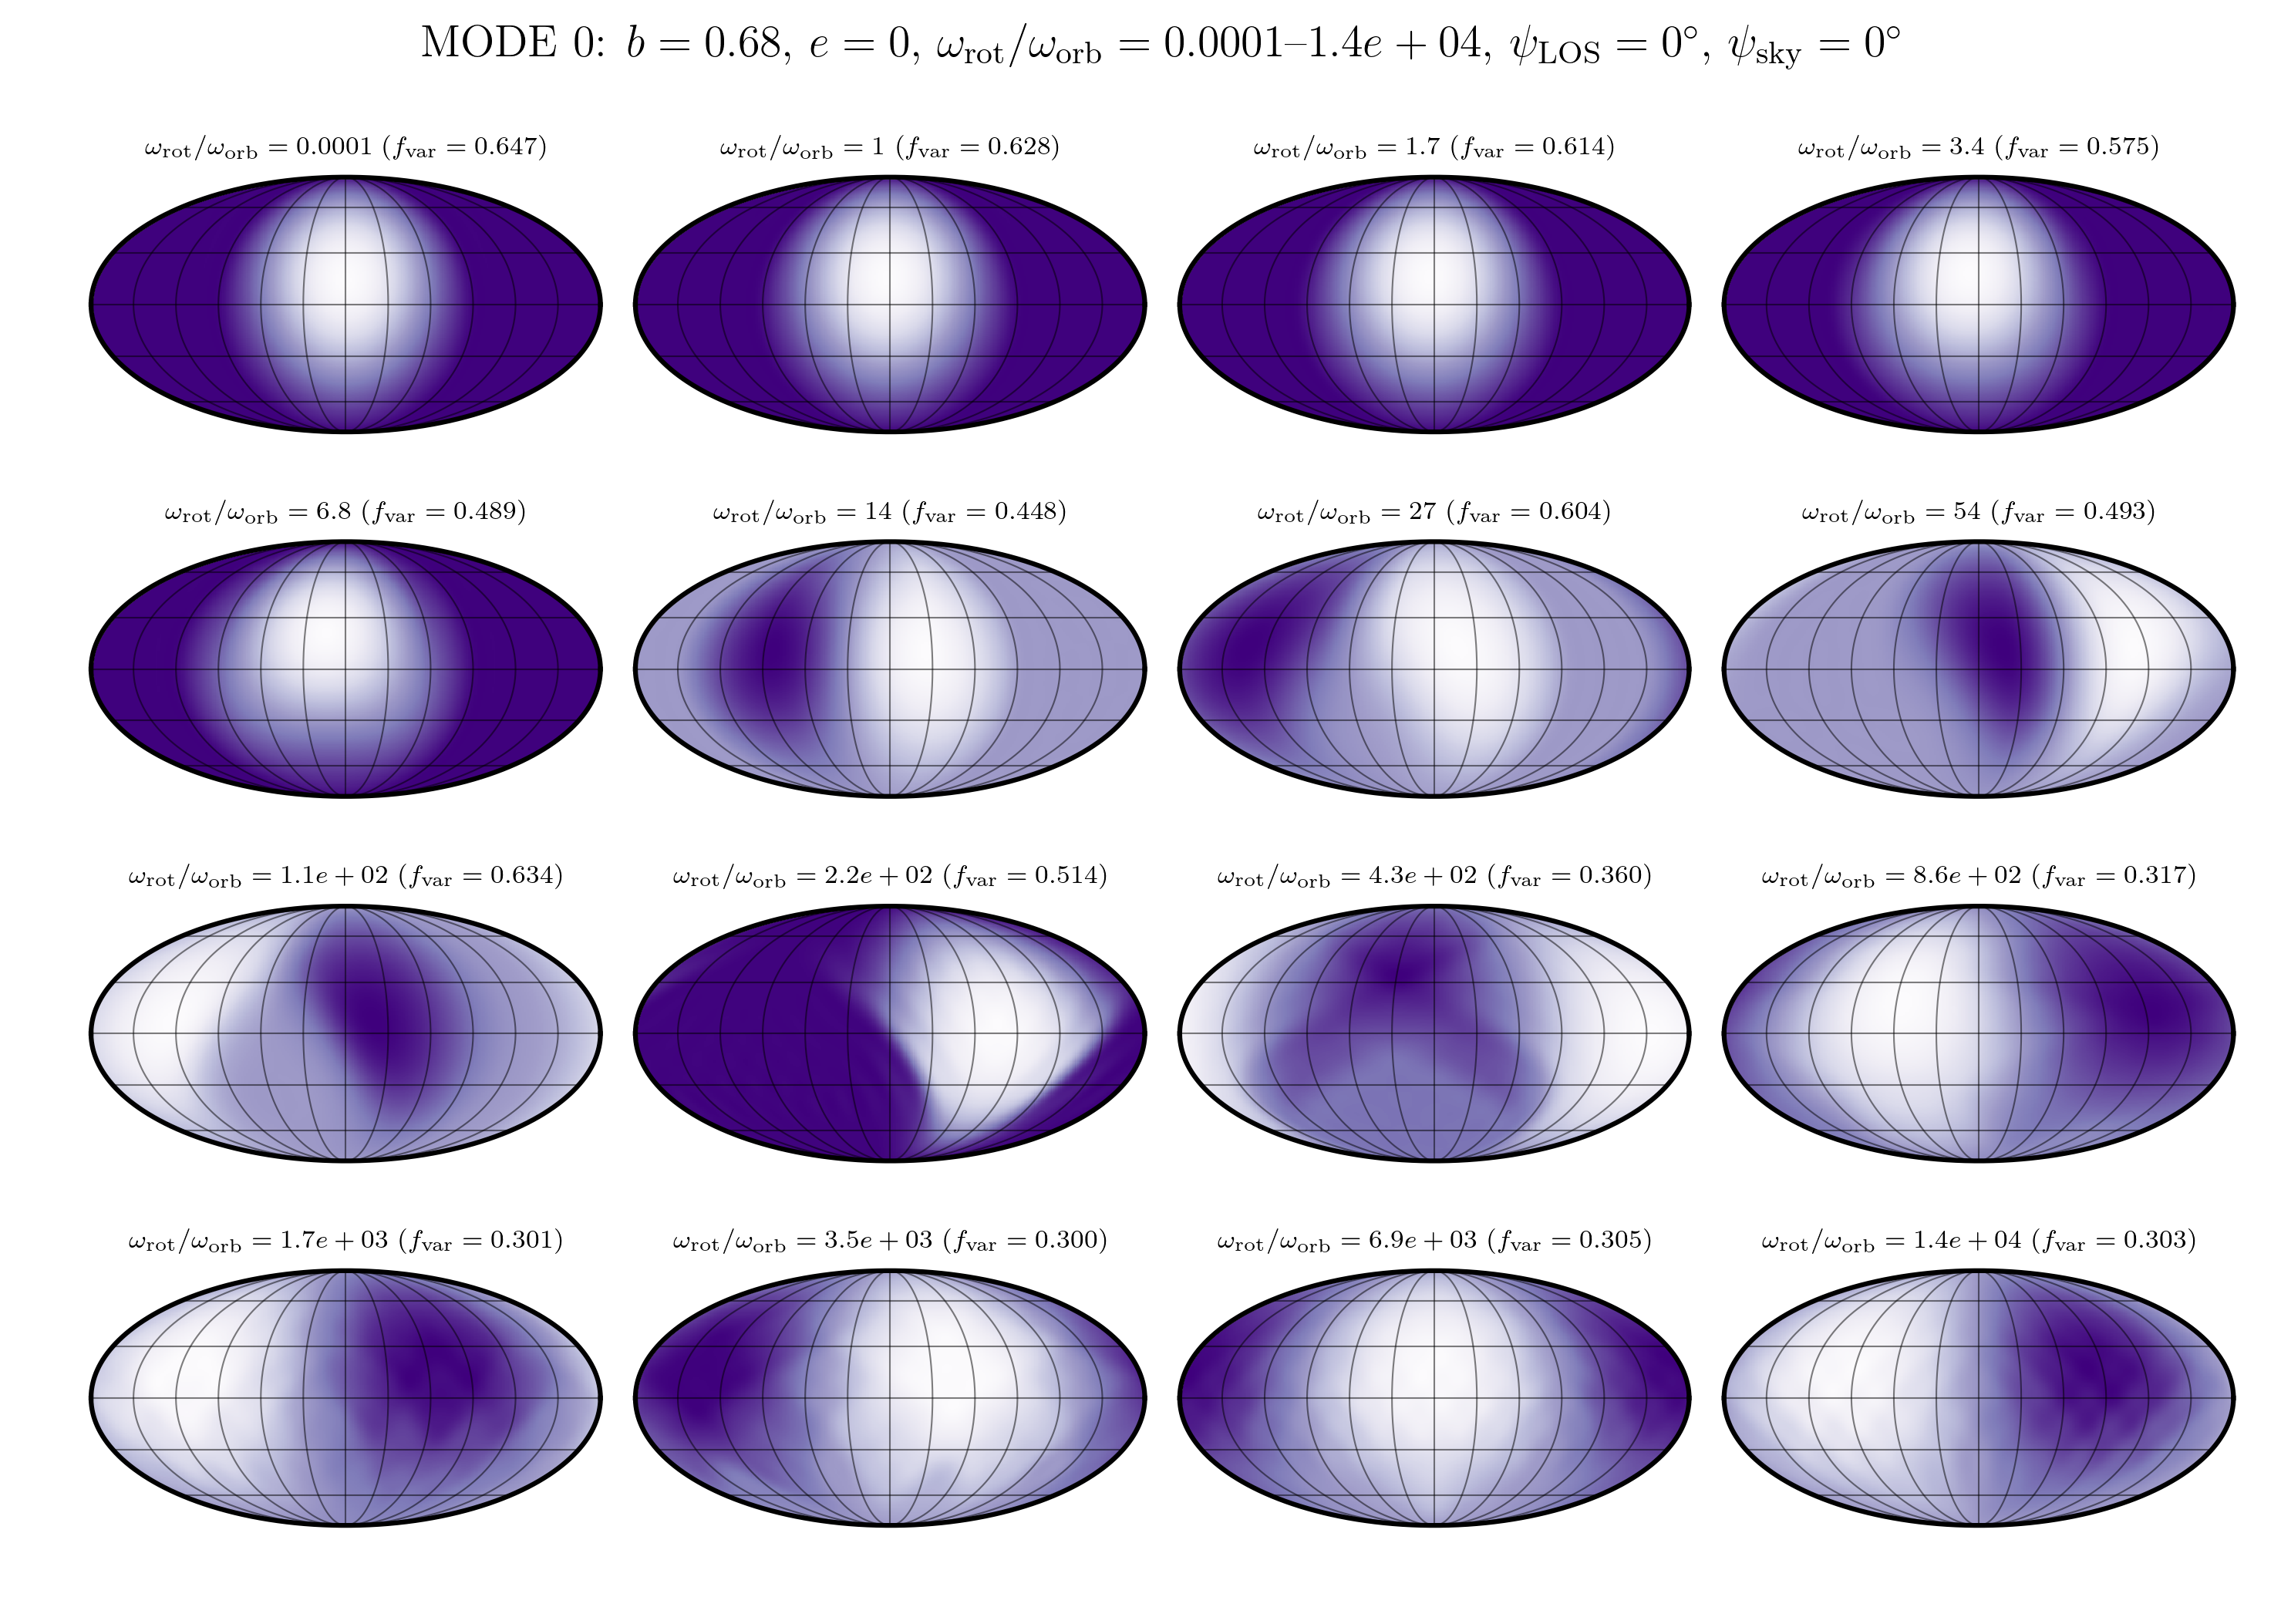 MODE 0: b = 0.68, e = 0, ω_rot/ω_orb = 0.0001–1.4e + 04, ψ_LOS = 0°, ψ_sky = 0°
ω_rot/ω_orb = 0.0001 (f_var = 0.647)
ω_rot/ω_orb = 1 (f_var = 0.628)
ω_rot/ω_orb = 1.7 (f_var = 0.614)
ω_rot/ω_orb = 3.4 (f_var = 0.575)
ω_rot/ω_orb = 6.8 (f_var = 0.489)
ω_rot/ω_orb = 14 (f_var = 0.448)
ω_rot/ω_orb = 27 (f_var = 0.604)
ω_rot/ω_orb = 54 (f_var = 0.493)
ω_rot/ω_orb = 1.1e + 02 (f_var = 0.634)
ω_rot/ω_orb = 2.2e + 02 (f_var = 0.514)
ω_rot/ω_orb = 4.3e + 02 (f_var = 0.360)
ω_rot/ω_orb = 8.6e + 02 (f_var = 0.317)
ω_rot/ω_orb = 1.7e + 03 (f_var = 0.301)
ω_rot/ω_orb = 3.5e + 03 (f_var = 0.300)
ω_rot/ω_orb = 6.9e + 03 (f_var = 0.305)
ω_rot/ω_orb = 1.4e + 04 (f_var = 0.303)